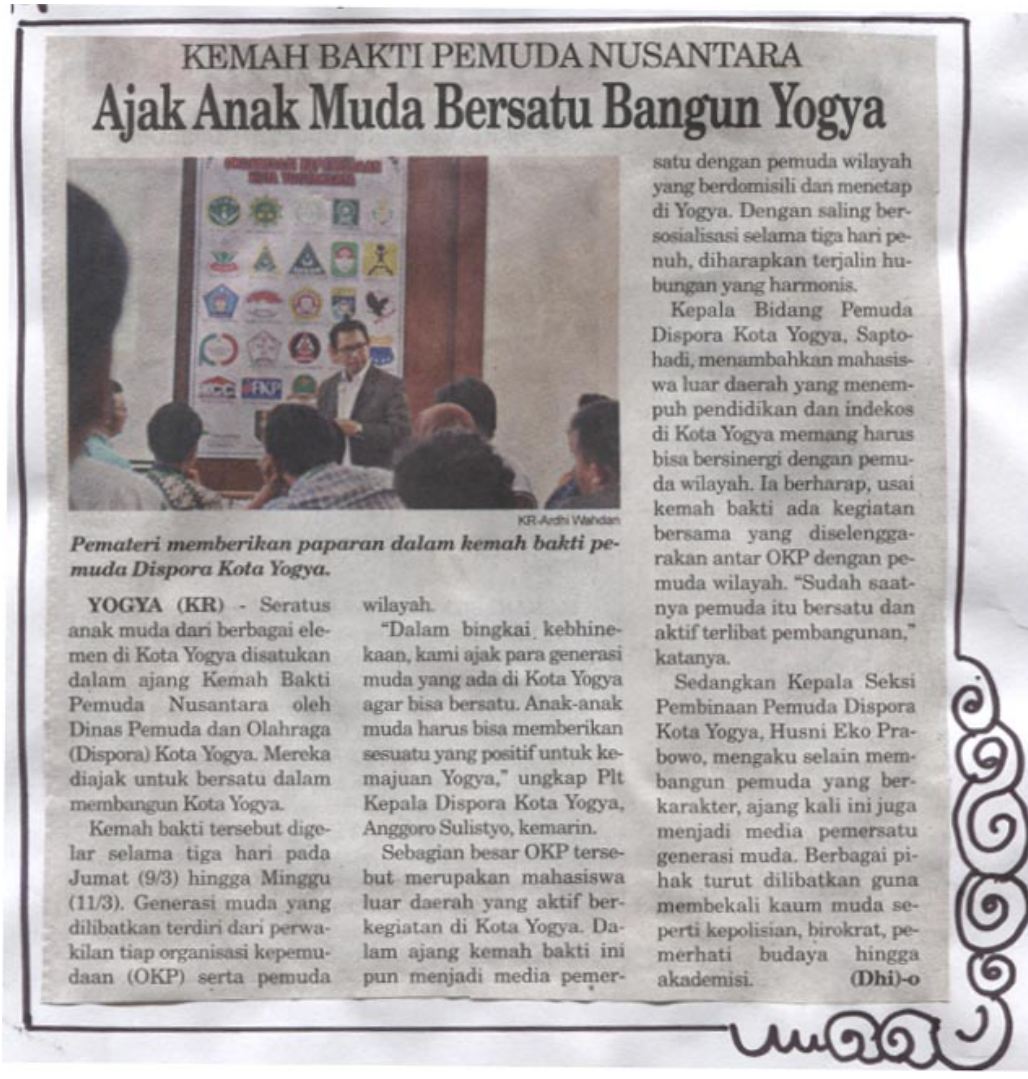 KEMAH BAKTI PEMUDA NUSANTARA
Ajak Anak Muda Bersatu Bangun Yogya
KOTA YOGYAKARTA
FKP
KR-Ardhi Wahdan
Pemateri memberikan paparan dalam kemah bakti pe-
muda Dispora Kota Yogya.
YOGYA (KR) - Seratus
anak muda dari berbagai ele-
men di Kota Yogya disatukan
dalam ajang Kemah Bakti
Pemuda Nusantara oleh
Dinas Pemuda dan Olahraga
(Dispora) Kota Yogya. Mereka
diajak untuk bersatu dalam
membangun Kota Yogya.
Kemah bakti tersebut dige-
lar selama tiga hari pada
Jumat (9/3) hingga Minggu
(11/3). Generasi muda yang
dilibatkan terdiri dari perwa-
kilan tiap organisasi kepemu-
daan (OKP) serta pemuda
wilayah.
"Dalam bingkai kebhine-
kaan, kami ajak para generasi
muda yang ada di Kota Yogya
agar bisa bersatu. Anak-anak
muda harus bisa memberikan
sesuatu yang positif untuk ke-
majuan Yogya," ungkap Plt
Kepala Dispora Kota Yogya,
Anggoro Sulistyo, kemarin.
Sebagian besar OKP terse-
but merupakan mahasiswa
luar daerah yang aktif ber-
kegiatan di Kota Yogya. Da-
lam ajang kemah bakti ini
pun menjadi media pemer-
satu dengan pemuda wilayah
yang berdomisili dan menetap
di Yogya. Dengan saling ber-
sosialisasi selama tiga hari pe-
nuh, diharapkan terjalin hu-
bungan yang harmonis.
Kepala Bidang Pemuda
Dispora Kota Yogya, Sapto-
hadi, menambahkan mahasis-
wa luar daerah yang menem-
puh pendidikan dan indekos
di Kota Yogya memang harus
bisa bersinergi dengan pemu-
da wilayah. Ia berharap, usai
kemah bakti ada kegiatan
bersama yang diselengga-
rakan antar OKP dengan pe-
muda wilayah. "Sudah saat-
nya pemuda itu bersatu dan
aktif terlibat pembangunan,"
katanya.
Sedangkan Kepala Seksi
Pembinaan Pemuda Dispora
Kota Yogya, Husni Eko Pra-
bowo, mengaku selain mem-
bangun pemuda yang ber-
karakter, ajang kali ini juga
menjadi media pemersatu
generasi muda. Berbagai pi-
hak turut dilibatkan guna
membekali kaum muda se-
perti kepolisian, birokrat, pe-
merhati budaya hingga
akademisi. (Dhi)-o